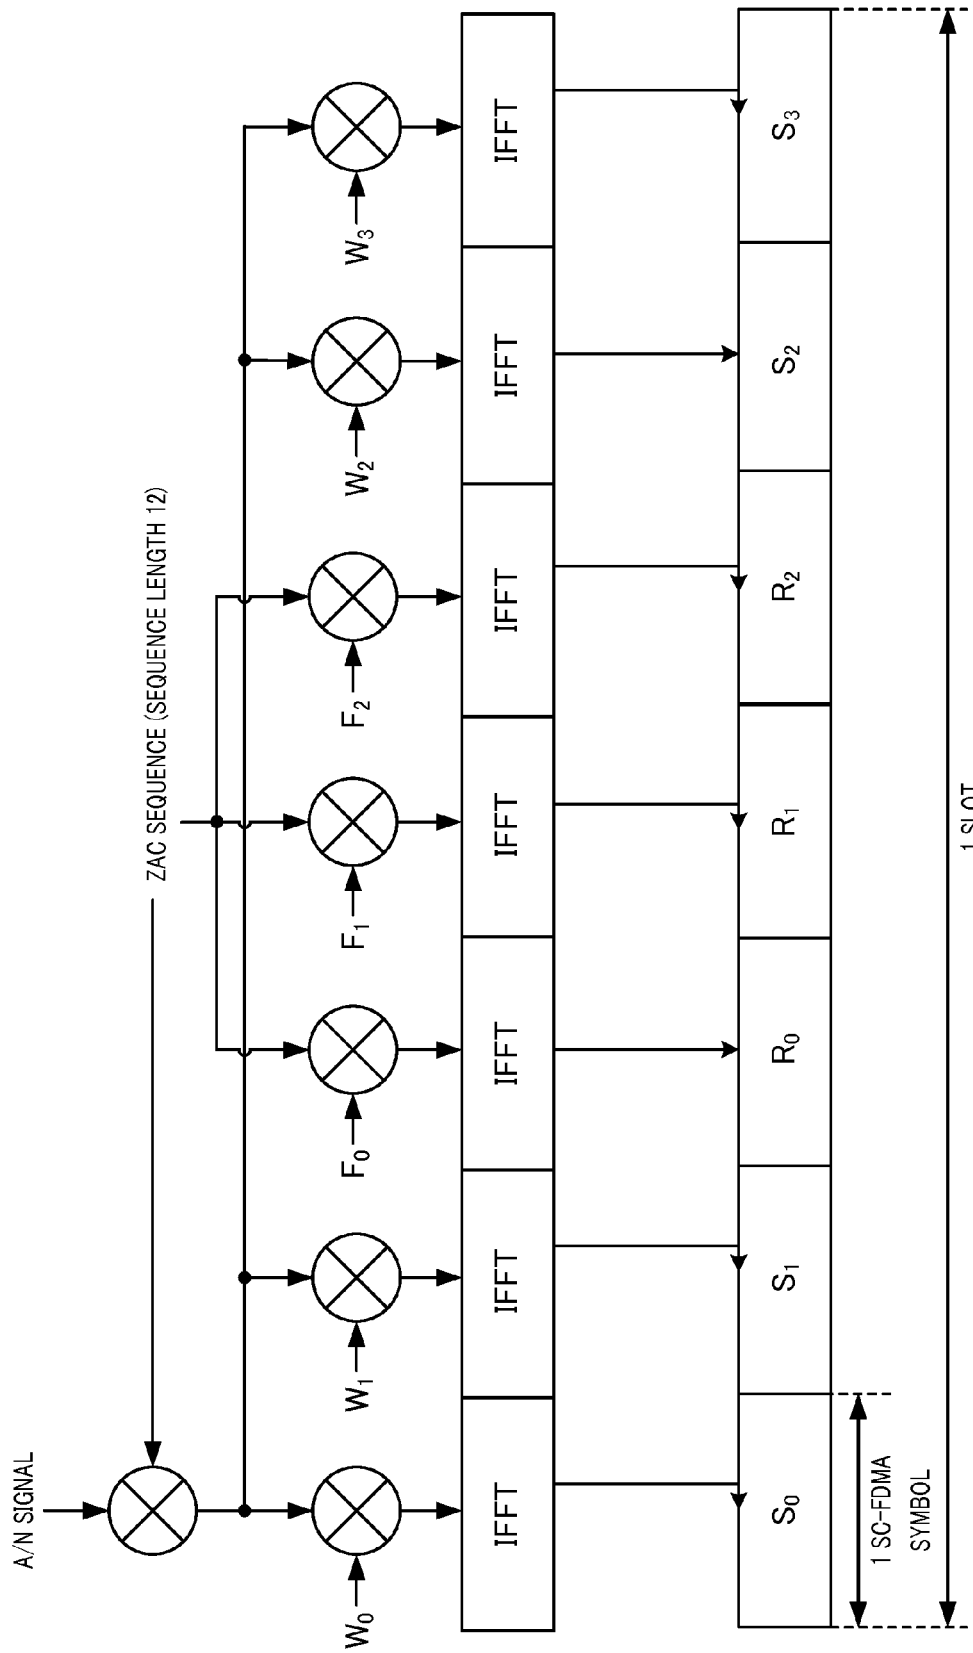 A/N SIGNAL
ZAC SEQUENCE (SEQUENCE LENGTH 12)
W0
W1
F0
F1
F2
W2
W3
IFFT
IFFT
IFFT
IFFT
IFFT
IFFT
IFFT
S0
S1
R0
R1
R2
S2
S3
1 SC-FDMA
SYMBOL
1 SLOT